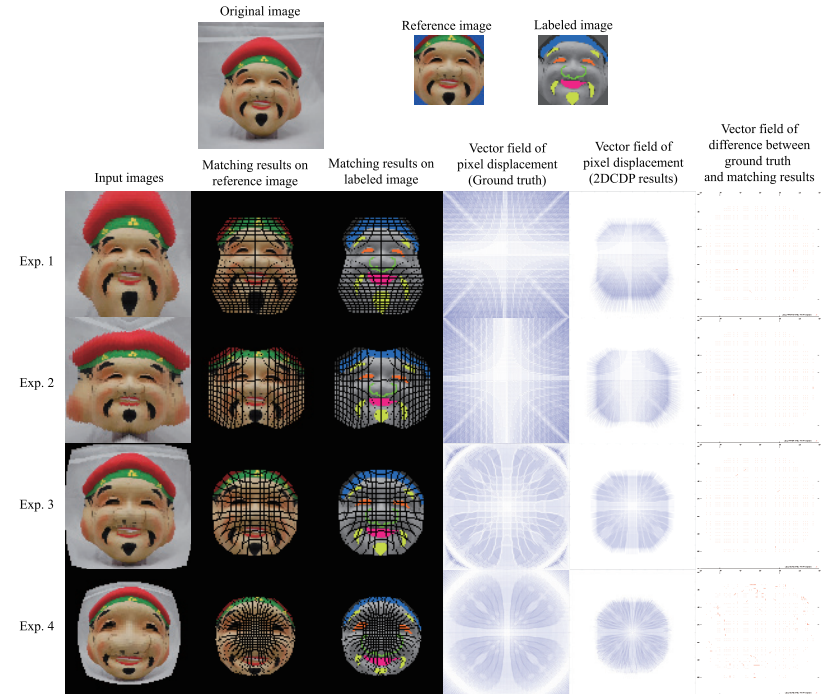 Original image
Reference image
Labeled image
Input images
Matching results on
reference image
Matching results on
labeled image
Vector field of
pixel displacement
(Ground truth)
Vector field of
pixel displacement
(2DCDP results)
Vector field of
difference between
ground truth
and matching results
Exp. 1
Exp. 2
Exp. 3
Exp. 4